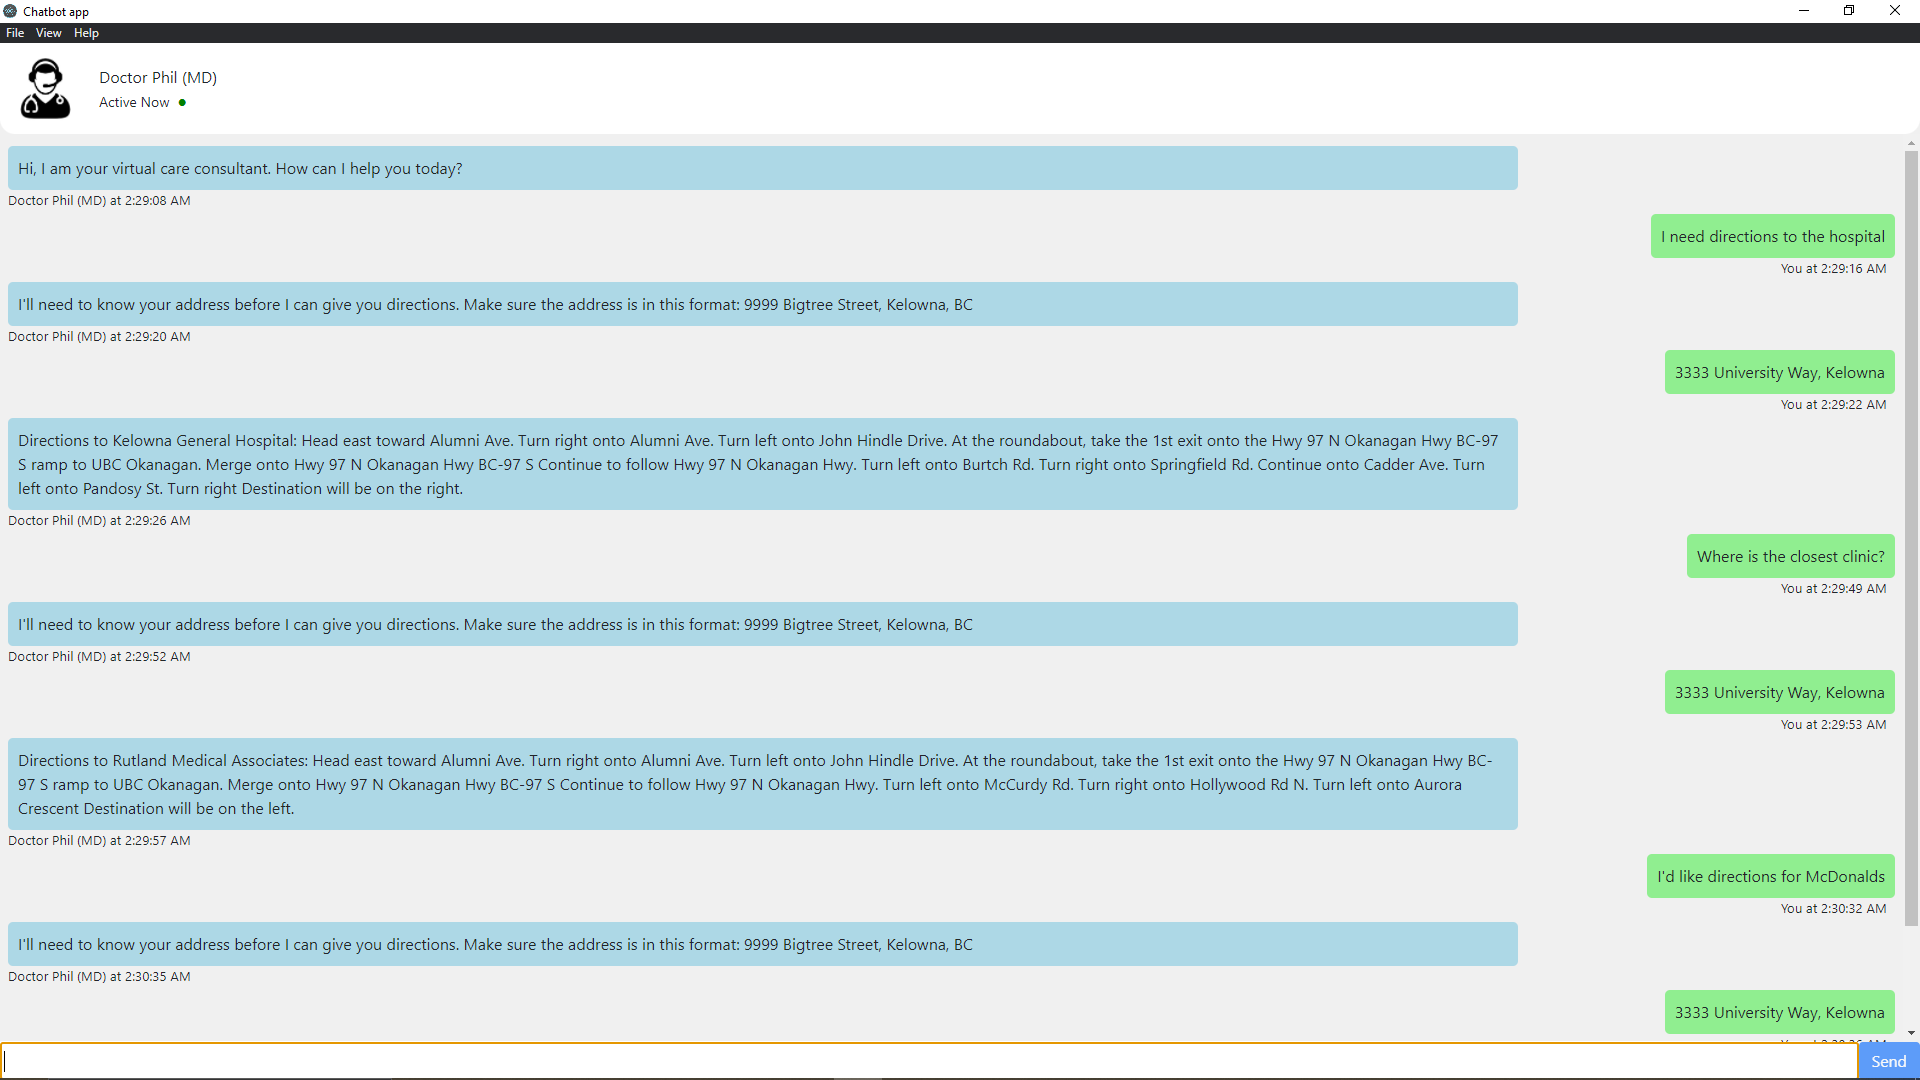 Chatbot app
File View Help
Doctor Phil (MD)
Active Now
Hi, I am your virtual care consultant. How can I help you today?
Doctor Phil (MD) at 2:29:08 AM
I need directions to the hospital
You at 2:29:16 AM
I'll need to know your address before I can give you directions. Make sure the address is in this format: 9999 Bigtree Street, Kelowna, BC
Doctor Phil (MD) at 2:29:20 AM
3333 University Way, Kelowna
You at 2:29:22 AM
Directions to Kelowna General Hospital: Head east toward Alumni Ave. Turn right onto Alumni Ave. Turn left onto John Hindle Drive. At the roundabout, take the 1st exit onto the Hwy 97 N Okanagan Hwy BC-97
S ramp to UBC Okanagan. Merge onto Hwy 97 N Okanagan Hwy BC-97 S Continue to follow Hwy 97 N Okanagan Hwy. Turn left onto Burtch Rd. Turn right onto Springfield Rd. Continue onto Cadder Ave. Turn
left onto Pandosy St. Turn right Destination will be on the right.
Doctor Phil (MD) at 2:29:26 AM
Where is the closest clinic?
You at 2:29:49 AM
I'll need to know your address before I can give you directions. Make sure the address is in this format: 9999 Bigtree Street, Kelowna, BC
Doctor Phil (MD) at 2:29:52 AM
3333 University Way, Kelowna
You at 2:29:53 AM
Directions to Rutland Medical Associates: Head east toward Alumni Ave. Turn right onto Alumni Ave. Turn left onto John Hindle Drive. At the roundabout, take the 1st exit onto the Hwy 97 N Okanagan Hwy BC-
97 S ramp to UBC Okanagan. Merge onto Hwy 97 N Okanagan Hwy BC-97 S Continue to follow Hwy 97 N Okanagan Hwy. Turn left onto McCurdy Rd. Turn right onto Hollywood Rd N. Turn left onto Aurora
Crescent Destination will be on the left.
Doctor Phil (MD) at 2:29:57 AM
I'd like directions for McDonalds
You at 2:30:32 AM
I'll need to know your address before I can give you directions. Make sure the address is in this format: 9999 Bigtree Street, Kelowna, BC
Doctor Phil (MD) at 2:30:35 AM
3333 University Way, Kelowna
Send